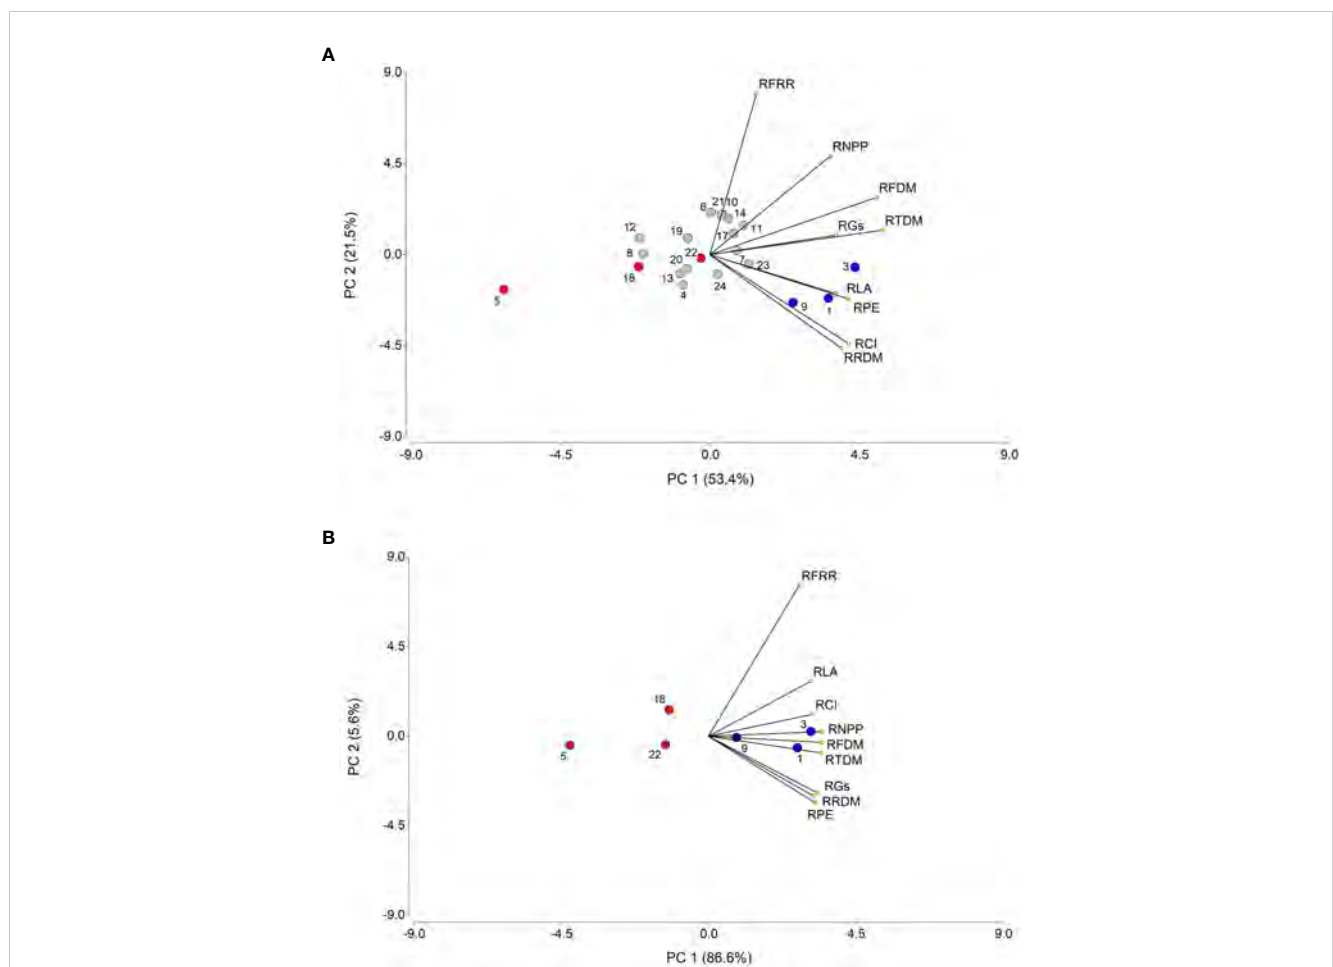 A
9.0
RFRR
RNPP
4.5
RFDM
8 21 10 14
RTDM
12
19
17
11
RGs
0.0
8
20
22
7
23
3
18
13
24
RLA
5
4
9
1
RPE
-4.5
RCI
RRDM
-9.0
-9.0 -4.5 0.0 4.5 9.0
PC 2 (21.5%)
PC 1 (53.4%)
B
9.0
RFRR
4.5
RLA
18
RCI
3
RNPP
0.0
RFDM
5
22
9
1
RTDM
RGs
RRDM
RPE
-4.5
-9.0
-9.0 -4.5 0.0 4.5 9.0
PC 2 (5.6%)
PC 1 (86.6%)